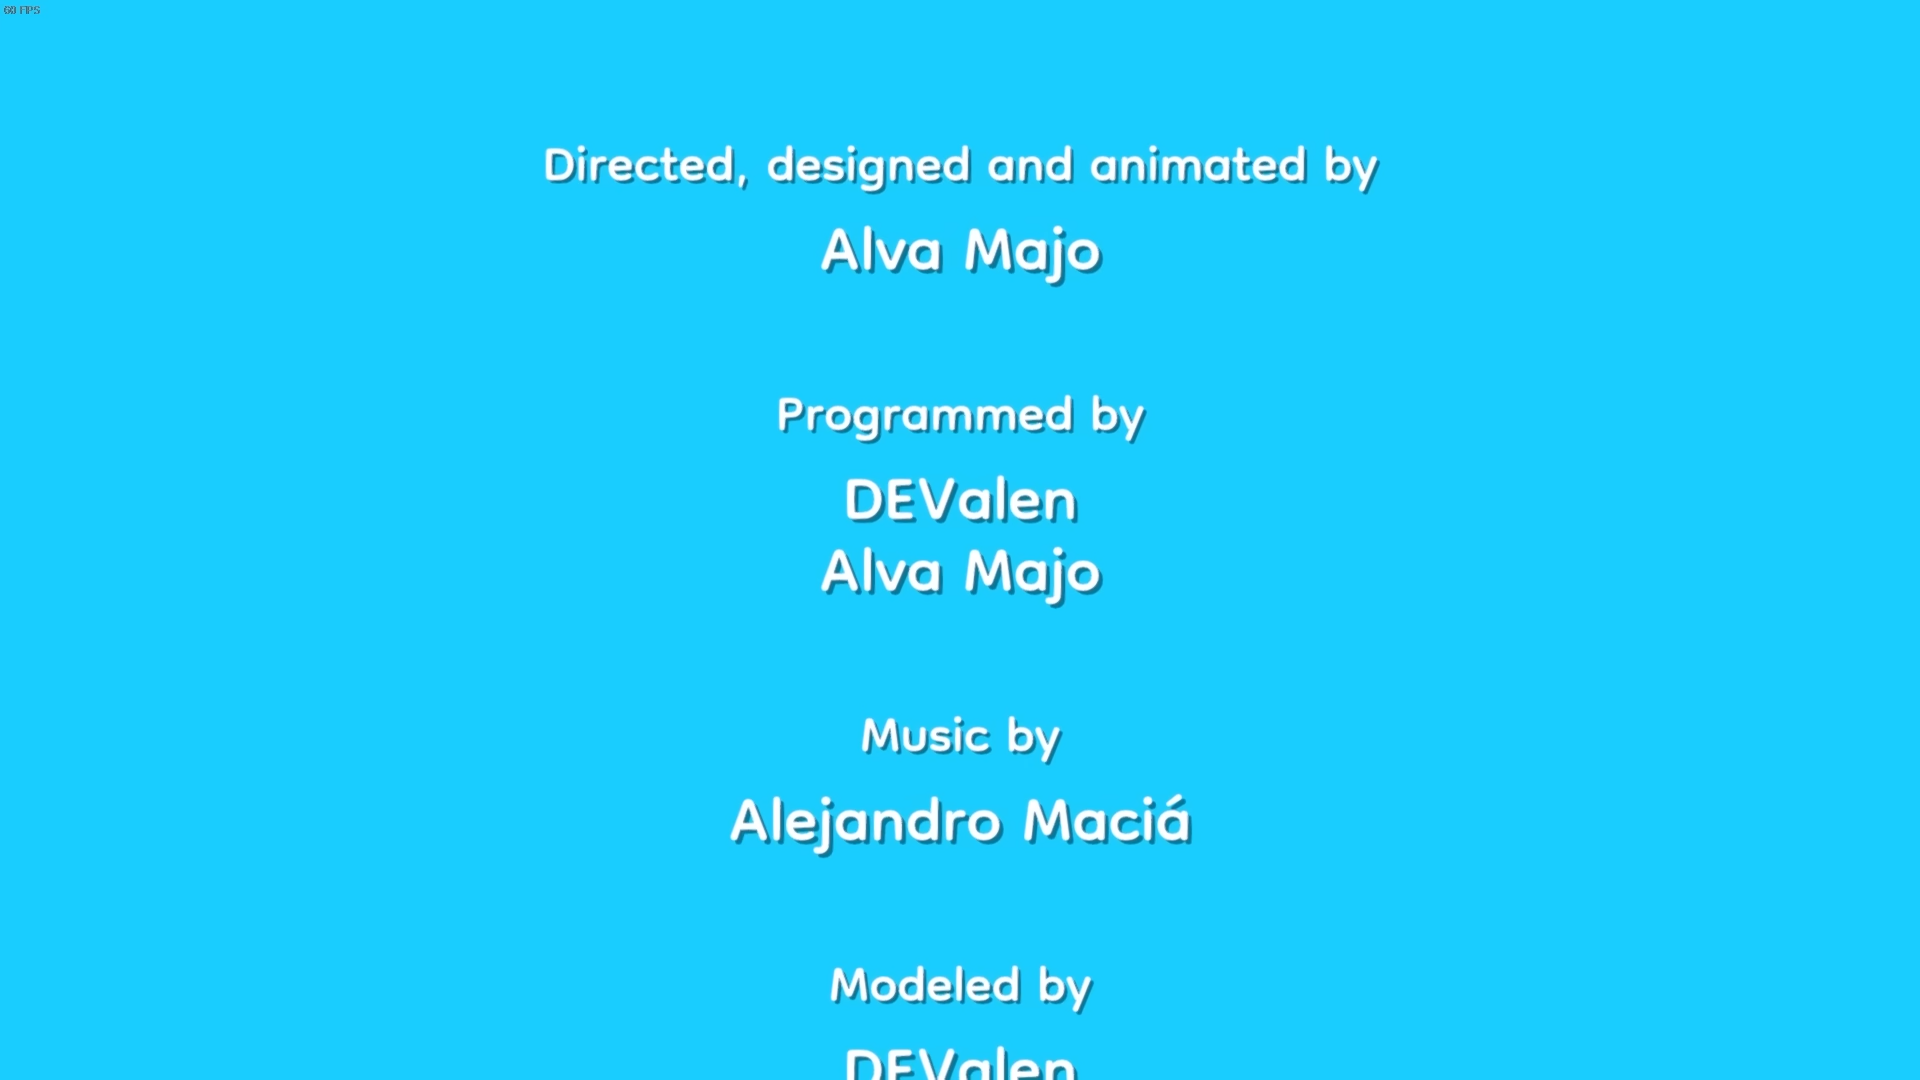 60 FPS
Directed, designed and animated by
Alva Majo
Programmed by
DEValen
Alva Majo
Music by
Alejandro Maciá
Modeled by
DEValen